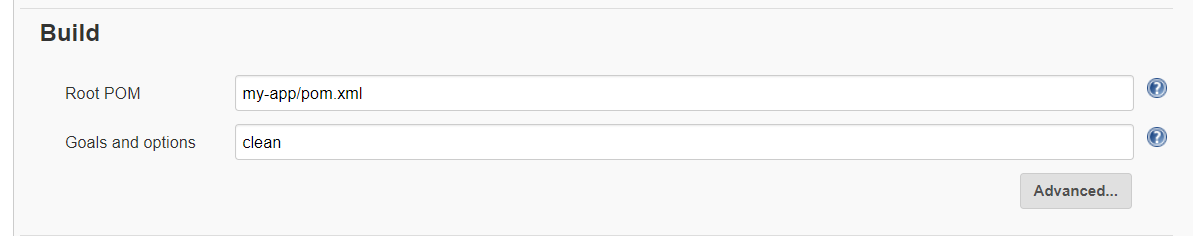 Build
Root POM my-app/pom.xml ?
Goals and options clean ?
Advanced...